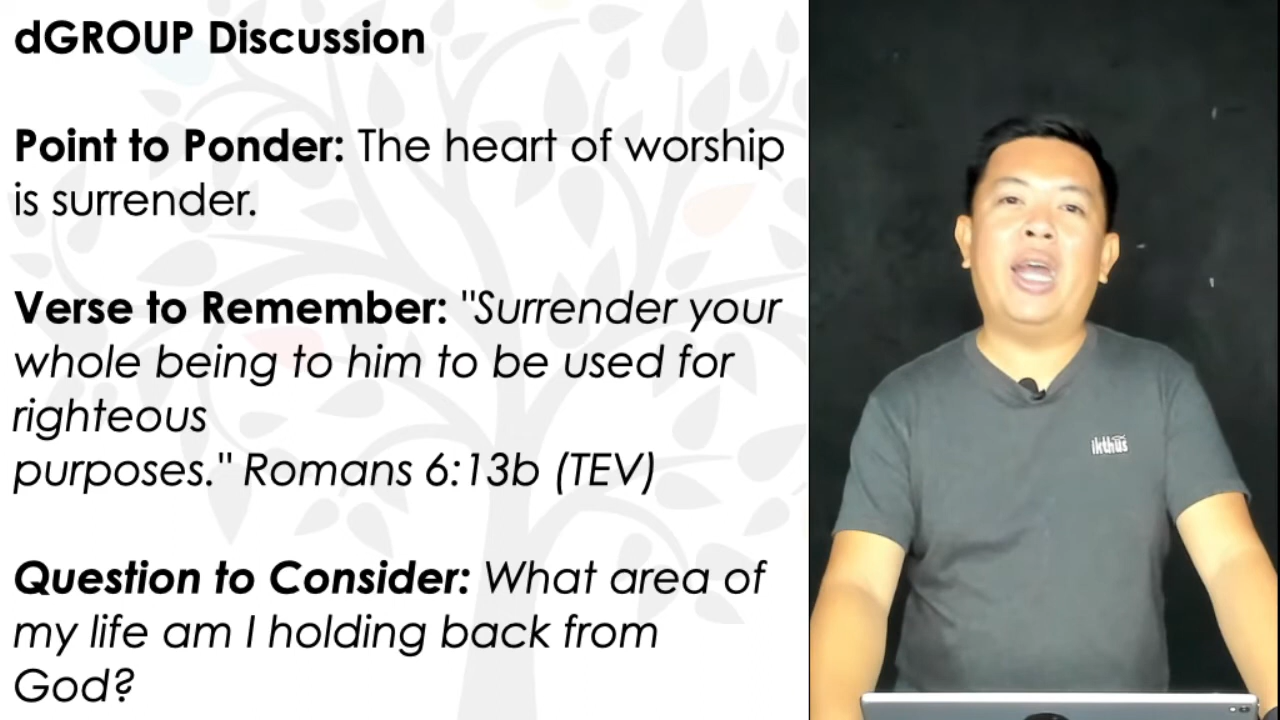 dGROUP Discussion
Point to Ponder: The heart of worship
is surrender.
Verse to Remember: "Surrender your
whole being to him to be used for
righteous
purposes." Romans 6:13b (TEV)
Question to Consider: What area of
my life am I holding back from
God?
ikthus